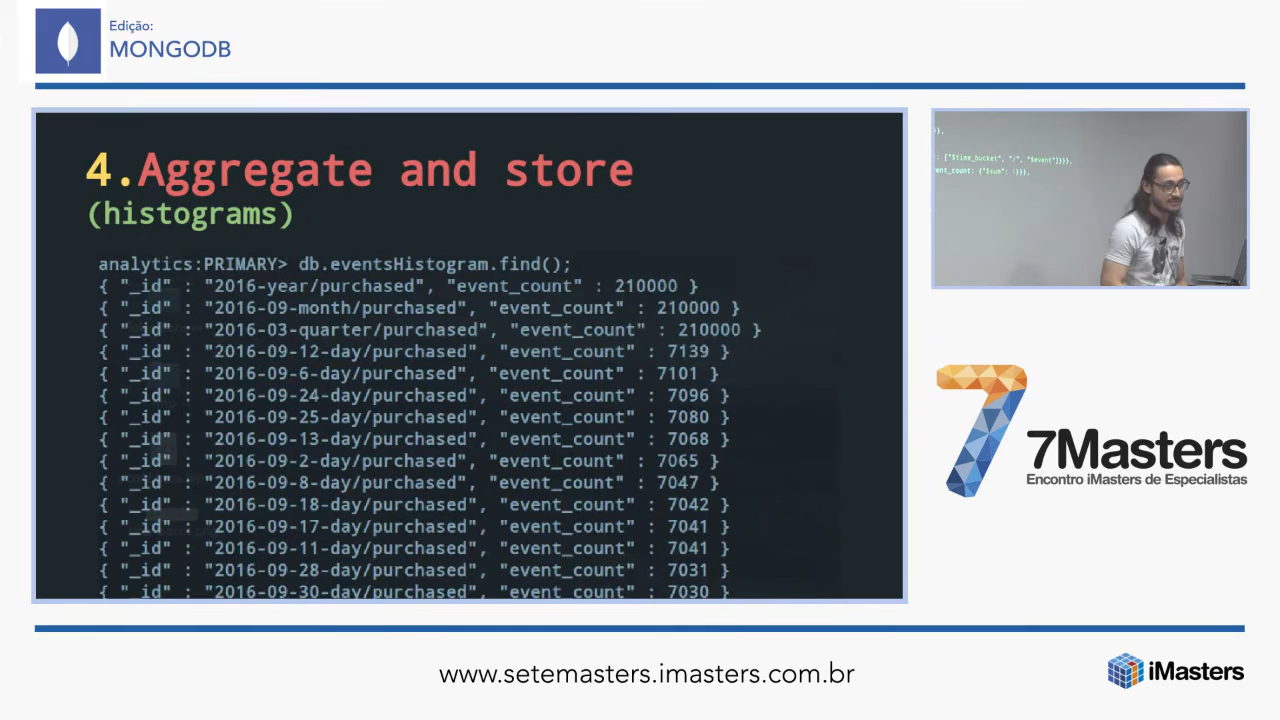 Edição:
MONGODB
4.Aggregate and store
(histograms)
analytics:PRIMARY> db.eventsHistogram.find();
{ "_id" : "2016-year/purchased", "event_count" : 210000 }
{ "_id" : "2016-09-month/purchased", "event_count" : 210000 }
{ "_id" : "2016-03-quarter/purchased", "event_count" : 210000 }
{ "_id" : "2016-09-12-day/purchased", "event_count" : 7139 }
{ "_id" : "2016-09-6-day/purchased", "event_count" : 7101 }
{ "_id" : "2016-09-24-day/purchased", "event_count" : 7096 }
{ "_id" : "2016-09-25-day/purchased", "event_count" : 7080 }
{ "_id" : "2016-09-13-day/purchased", "event_count" : 7068 }
{ "_id" : "2016-09-2-day/purchased", "event_count" : 7065 }
{ "_id" : "2016-09-8-day/purchased", "event_count" : 7047 }
{ "_id" : "2016-09-18-day/purchased", "event_count" : 7042 }
{ "_id" : "2016-09-17-day/purchased", "event_count" : 7041 }
{ "_id" : "2016-09-11-day/purchased", "event_count" : 7041 }
{ "_id" : "2016-09-28-day/purchased", "event_count" : 7031 }
{ "_id" : "2016-09-30-day/purchased", "event_count" : 7030 }
)},
: ["$time_bucket", "/", "$event"]}}},
ent_count: {"$sum": 1}}},
7
7Masters
Encontro iMasters de Especialistas
www.setemasters.imasters.com.br
iMasters